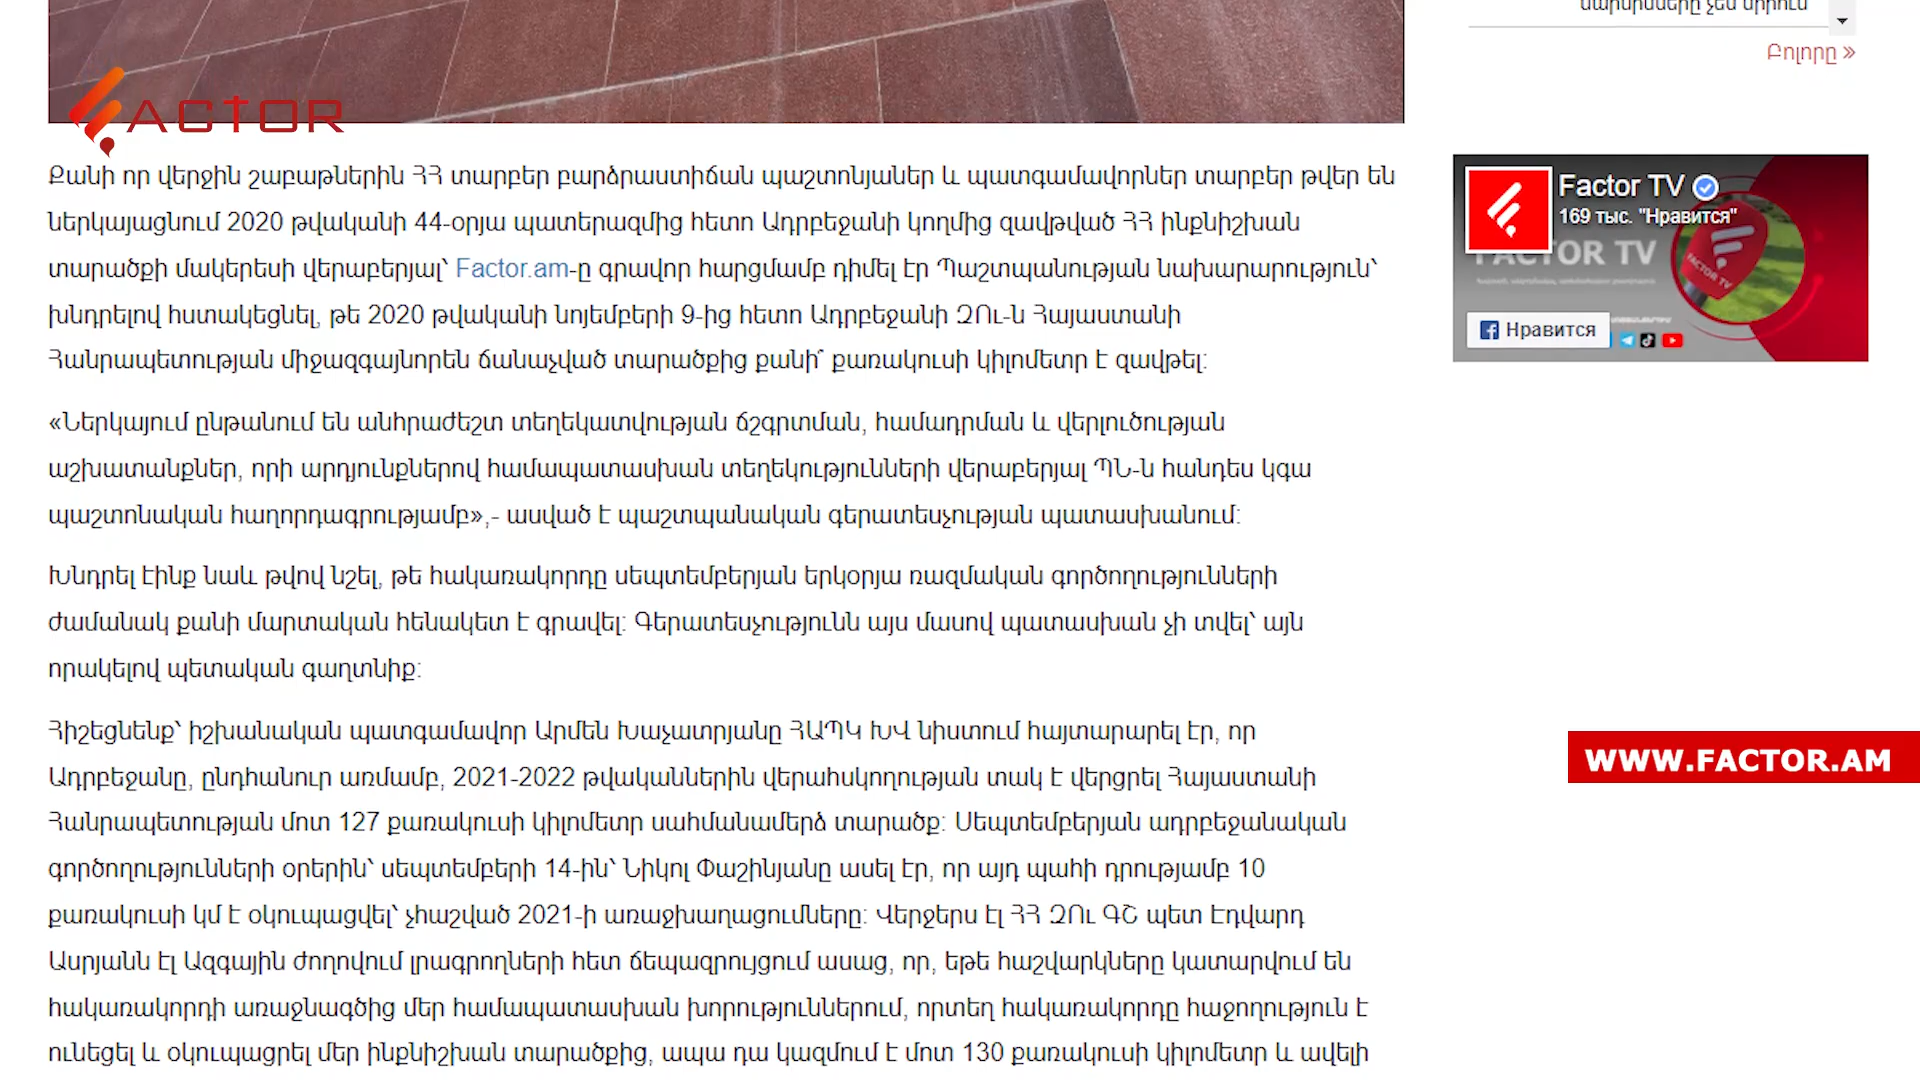 ACTOR
մարմինները չեն սիրում
Բոլորը »
Քանի որ վերջին շաբաթներին ՀՀ տարբեր բարձրաստիճան պաշտոնյաներ և պատգամավորներ տարբեր թվեր են
ներկայացնում 2020 թվականի 44-օրյա պատերազմից հետո Ադրբեջանի կողմից զավթված ՀՀ ինքնիշխան
տարածքի մակերեսի վերաբերյալ՝ Factor.am-ը գրավոր հարցմամբ դիմել էր Պաշտպանության նախարարություն՝
խնդրելով հստակեցնել, թե 2020 թվականի նոյեմբերի 9-ից հետո Ադրբեջանի ԶՈւ-ն Հայաստանի
Հանրապետության միջազգայնորեն ճանաչված տարածքից քանի՞ քառակուսի կիլոմետր է զավթել:
«Ներկայում ընթանում են անհրաժեշտ տեղեկատվության ճշգրտման, համադրման և վերլուծության
աշխատանքներ, որի արդյունքներով համապատասխան տեղեկությունների վերաբերյալ ՊՆ-ն հանդես կգա
պաշտոնական հաղորդագրությամբ»,- ասված է պաշտպանական գերատեսչության պատասխանում:
Խնդրել էինք նաև թվով նշել, թե հակառակորդը սեպտեմբերյան երկօրյա ռազմական գործողությունների
ժամանակ քանի մարտական հենակետ է գրավել: Գերատեսչությունն այս մասով պատասխան չի տվել՝ այն
որակելով պետական գաղտնիք:
Հիշեցնենք՝ իշխանական պատգամավոր Արմեն Խաչատրյանը ՀԱՊԿ ԽՎ նիստում հայտարարել էր, որ
Ադրբեջանը, ընդհանուր առմամբ, 2021-2022 թվականներին վերահսկողության տակ է վերցրել Հայաստանի
Հանրապետության մոտ 127 քառակուսի կիլոմետր սահմանամերձ տարածք: Սեպտեմբերյան ադրբեջանական
գործողությունների օրերին՝ սեպտեմբերի 14-ին՝ Նիկոլ Փաշինյանը ասել էր, որ այդ պահի դրությամբ 10
քառակուսի կմ է օկուպացվել՝ չհաշված 2021-ի առաջխաղացումները: Վերջերս էլ ՀՀ ԶՈւ ԳՇ պետ Էդվարդ
Ասրյանն էլ Ազգային ժողովում լրագրողների հետ ճեպազրույցում ասաց, որ, եթե հաշվարկները կատարվում են
հակառակորդի առաջնագծից մեր համապատասխան խորություններում, որտեղ հակառակորդը հաջողություն է
ունեցել և օկուպացրել մեր ինքնիշխան տարածքից, ապա դա կազմում է մոտ 130 քառակուսի կիլոմետր և ավելի
Factor TV
169 тыс. "Нравится"
FACTOR TV
FACTOR TV
Нравится
WWW.FACTOR.AM